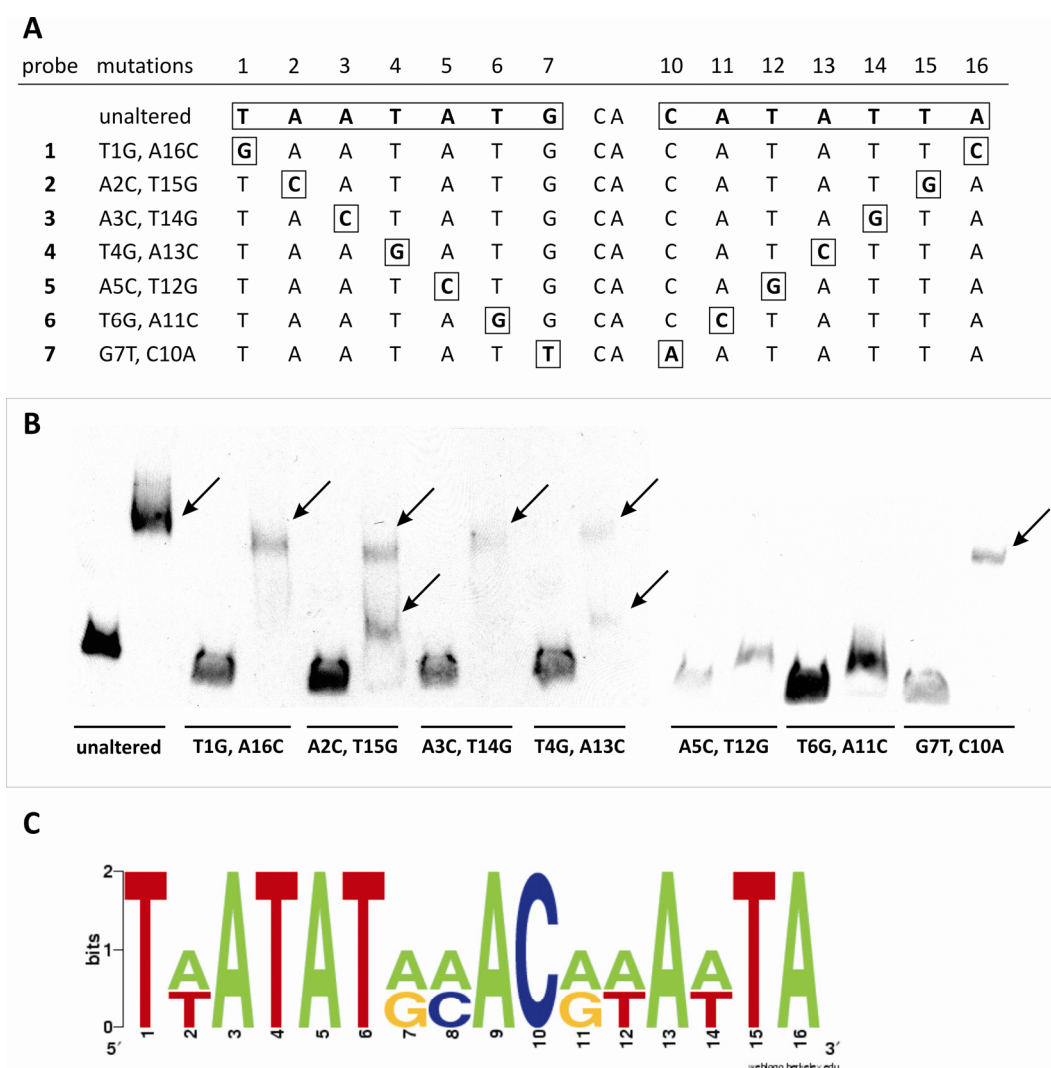 A
probe mutations 1 2 3 4 5 6 7 10 11 12 13 14 15 16
unaltered T A A T A T G C A C A T A T T A
1 T1G, A16C G A A T A T G C A C A T A T T C
2 A2C, T15G T C A T A T G C A C A T A T G A
3 A3C, T14G T A C T A T G C A C A T A G T A
4 T4G, A13C T A A G A T G C A C A T C T T A
5 A5C, T12G T A A T C T G C A C A G A T T A
6 T6G, A11C T A A T A G G C A C C T A T T A
7 G7T, C10A T A A T A T T C A A A T A T T A
B
unaltered T1G, A16C A2C, T15G A3C, T14G T4G, A13C A5C, T12G T6G, A11C G7T, C10A
C
2
bits
1
0
T A A T A T A A A C A A A A T A
T G C G T T
1 2 3 4 5 6 7 8 9 10 11 12 13 14 15 16
5′ 3′
weblogo.berkeley.edu